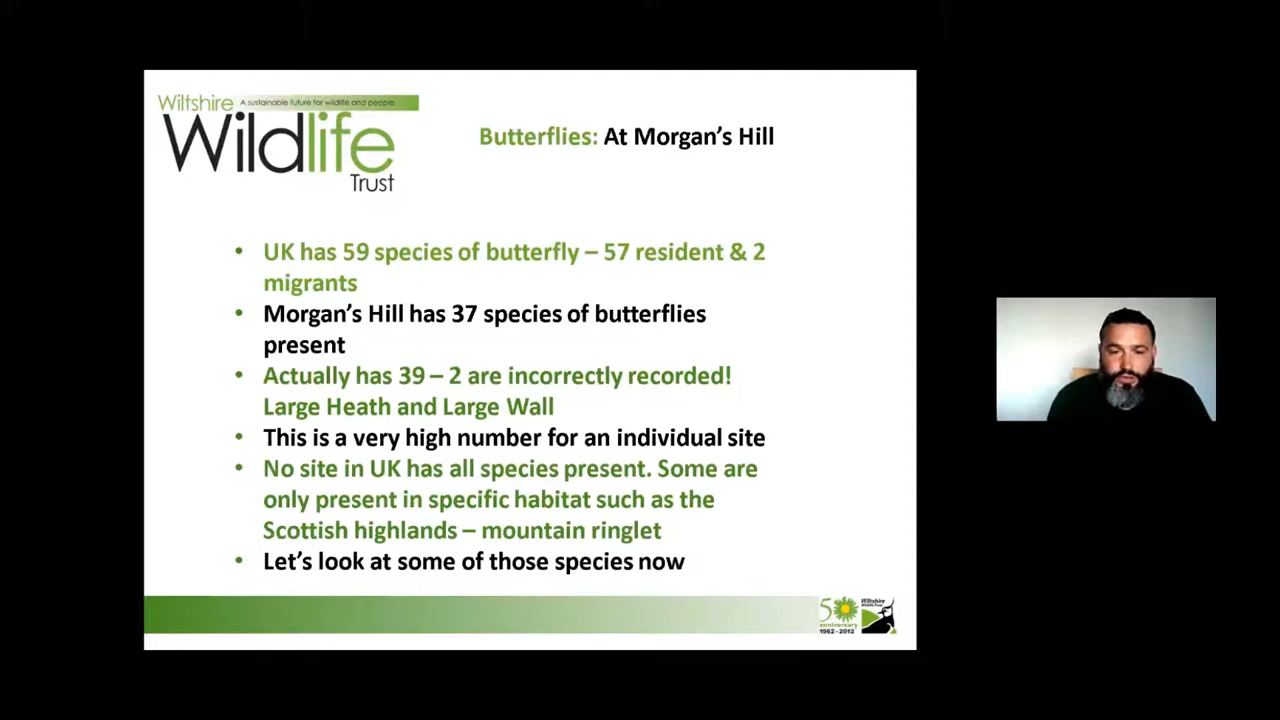 Wiltshire A sustainable future for wildlife and people
Wildlife
Trust
Butterflies: At Morgan's Hill
• UK has 59 species of butterfly – 57 resident & 2
migrants
• Morgan's Hill has 37 species of butterflies
present
• Actually has 39 – 2 are incorrectly recorded!
Large Heath and Large Wall
• This is a very high number for an individual site
• No site in UK has all species present. Some are
only present in specific habitat such as the
Scottish highlands – mountain ringlet
• Let's look at some of those species now
50
anniversary
1962-2012
Wiltshire
Wildlife Trust